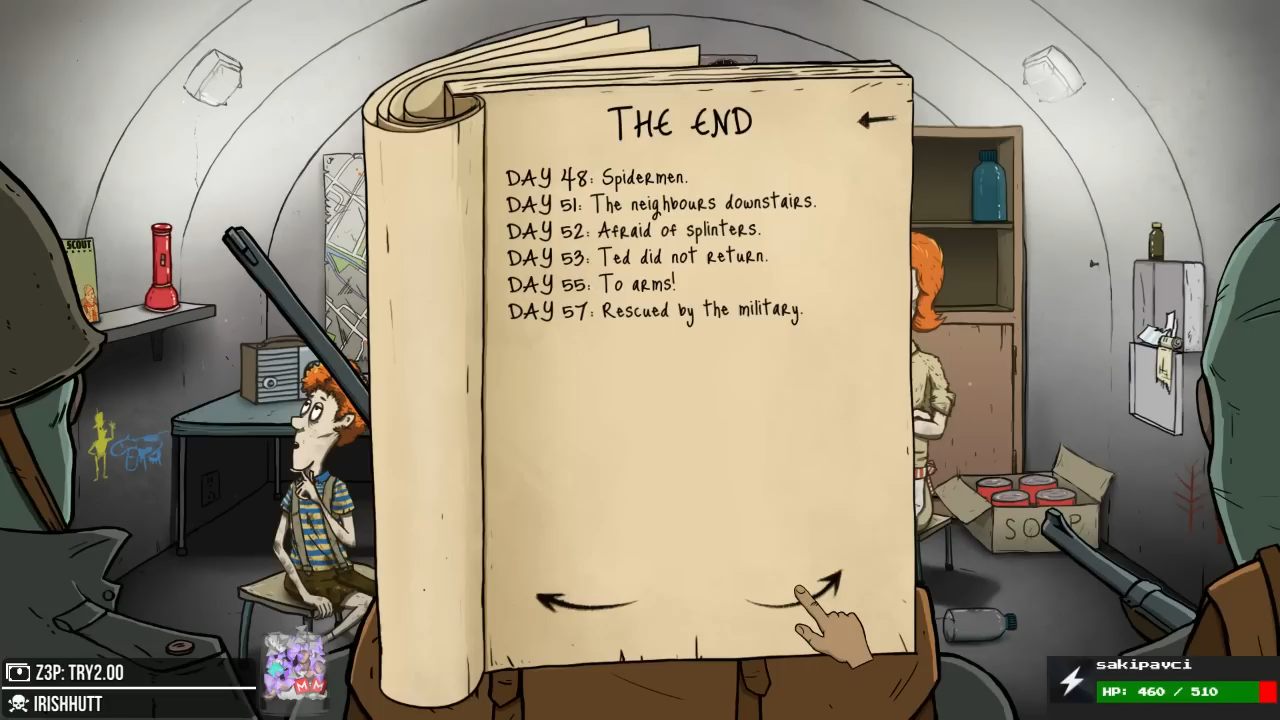 THE END
DAY 48: Spidermen.
DAY 51: The neighbours downstairs.
DAY 52: Afraid of splinters.
DAY 53: Ted did not return.
DAY 55: To arms!
DAY 57: Rescued by the military.
SCOUT
SOUP
Z3P: TRY2.00
IRISHHUTT
sakipavci
HP: 460 / 510